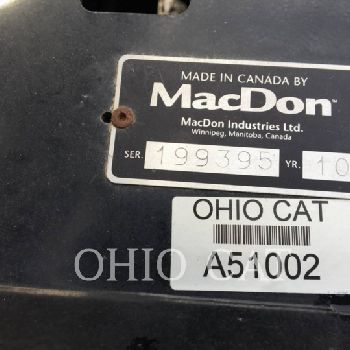 MADE IN CANADA BY
MacDon™
MacDon Industries Ltd.
Winnipeg, Manitoba, Canada
SER. 199395 YR. 10
OHIO CAT
A51002
OHIO CAT